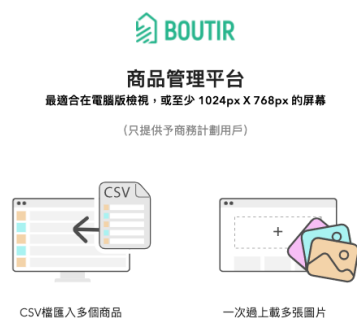 BOUTIR
商品管理平台
最適合在電腦版檢視，或至少 1024px X 768px 的屏幕
（只提供予商務計劃用戶）
CSV
CSV檔匯入多個商品
一次過上載多張圖片